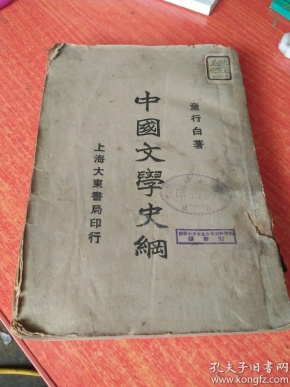 童行白著
中國文學史綱
上海大東書局印行
孔夫子旧书网